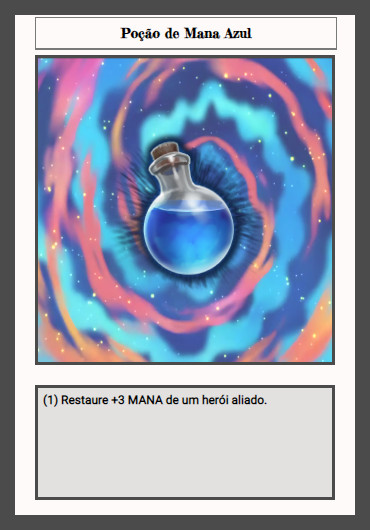 Poção de Mana Azul
(1) Restaure +3 MANA de um herói aliado.